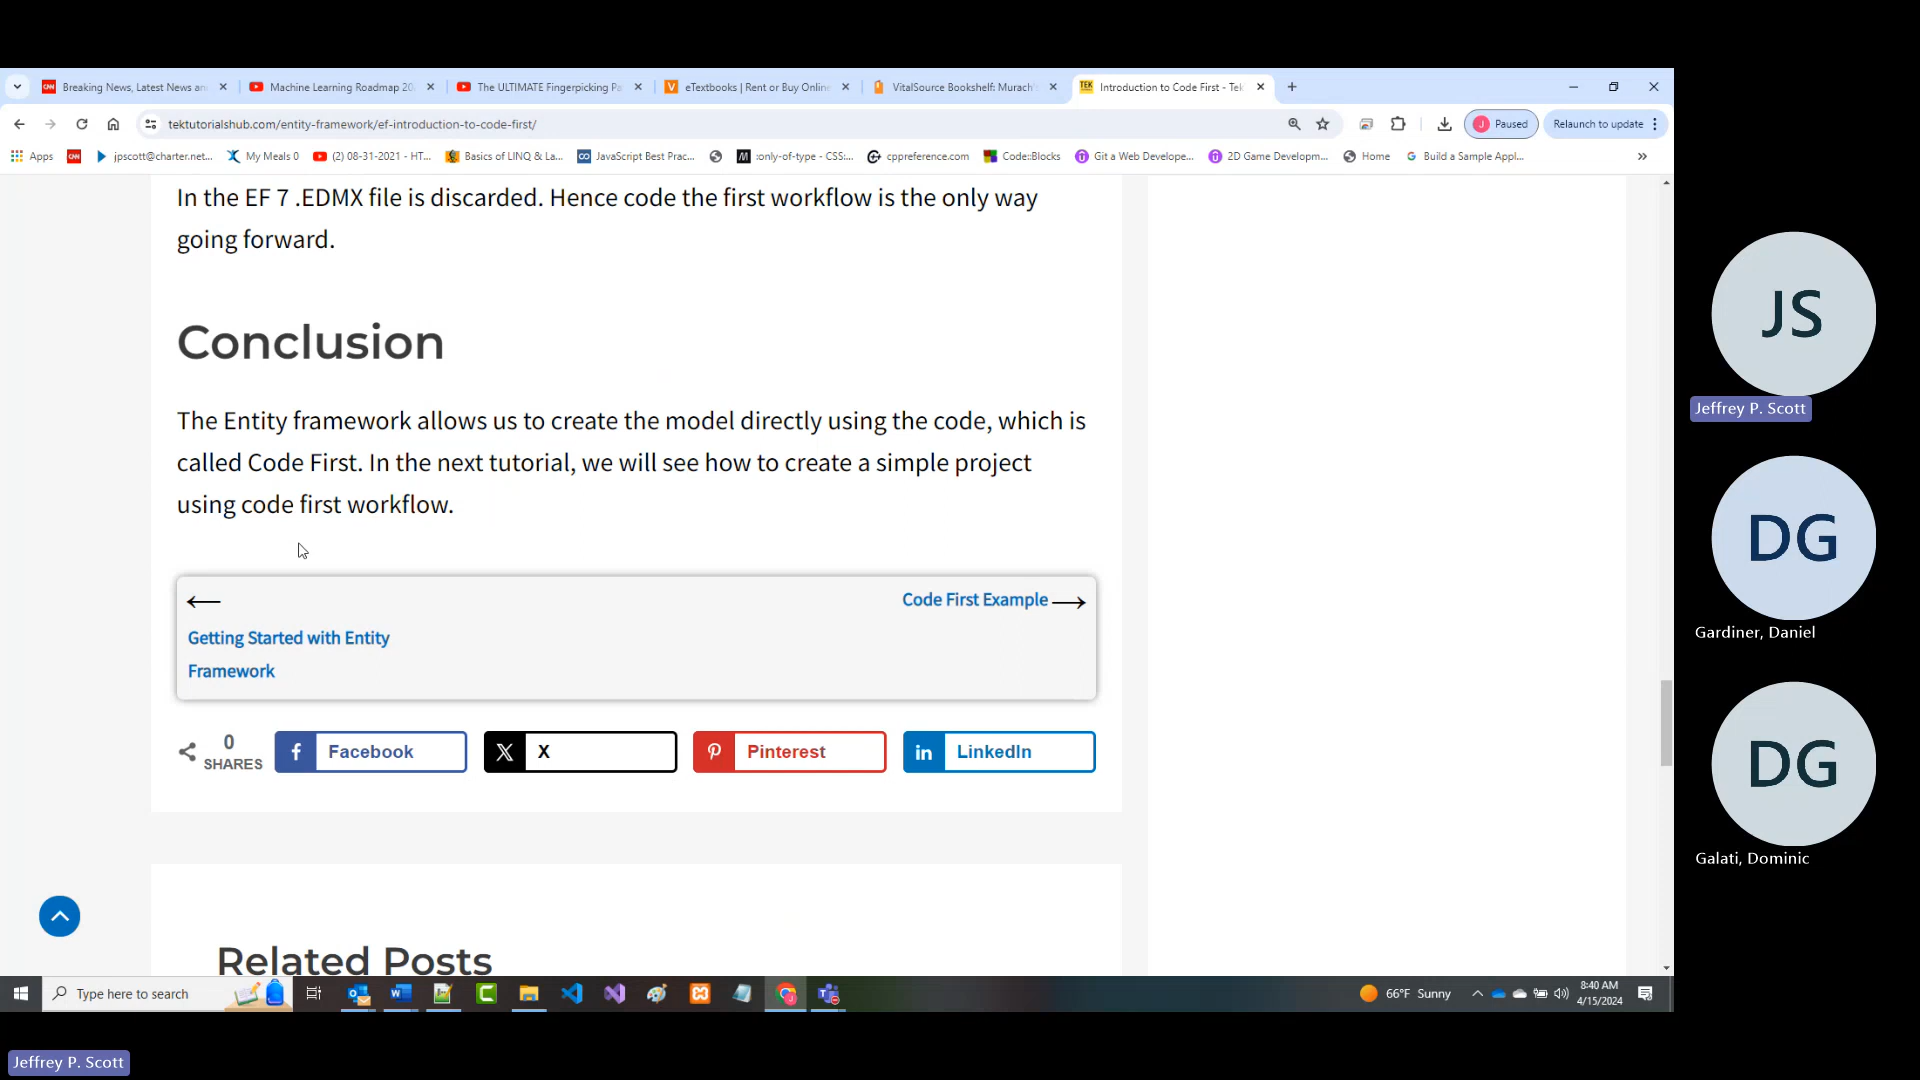 Breaking News, Latest News an
Machine Learning Roadmap 20
The ULTIMATE Fingerpicking Pa
eTextbooks | Rent or Buy Online
VitalSource Bookshelf: Murach'
TEK
Introduction to Code First - Tek
tektutorialshub.com/entity-framework/ef-introduction-to-code-first/
J
Paused
Relaunch to update
Apps
jpscott@charter.net...
My Meals 0
(2) 08-31-2021 - HT...
Basics of LINQ & La...
JavaScript Best Prac...
:only-of-type - CSS:...
cppreference.com
Code::Blocks
Git a Web Develope...
2D Game Developm...
Home
Build a Sample Appl...
In the EF 7 .EDMX file is discarded. Hence code the first workflow is the only way
going forward.
Conclusion
The Entity framework allows us to create the model directly using the code, which is
called Code First. In the next tutorial, we will see how to create a simple project
using code first workflow.
Code First Example
Getting Started with Entity
Framework
0
SHARES
Facebook
X
Pinterest
LinkedIn
Related Posts
Type here to search
66°F Sunny
8:40 AM
4/15/2024
JS
Jeffrey P. Scott
DG
Gardiner, Daniel
DG
Galati, Dominic
Jeffrey P. Scott